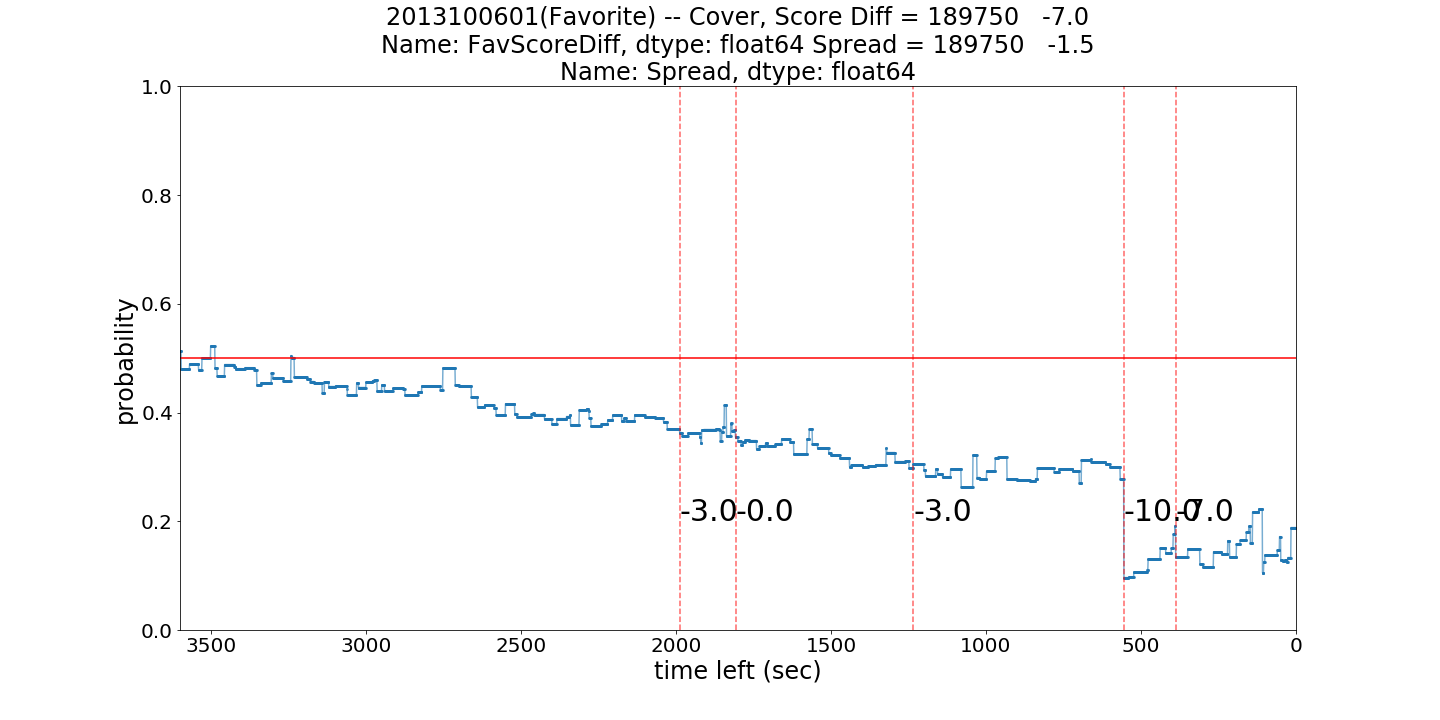 2013100601(Favorite) -- Cover, Score Diff = 189750   -7.0
Name: FavScoreDiff, dtype: float64 Spread = 189750   -1.5
Name: Spread, dtype: float64
1.0
0.8
0.6
0.4
0.2
0.0
probability
-3.0
-0.0
-3.0
-10.0
-7.0
3500 3000 2500 2000 1500 1000 500 0
time left (sec)